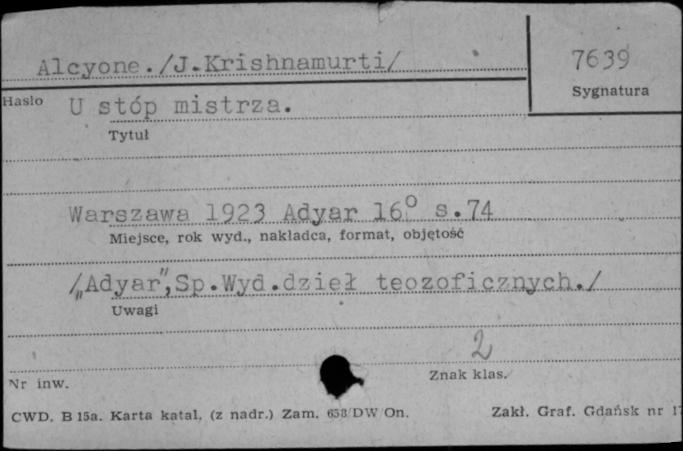 Alcyone./J.Krishnamurti/ 7639
Sygnatura
Hasło U stóp mistrza.
Tytuł
Warszawa 1923 Adyar 16° s.74
Miejsce, rok wyd., nakładca, format, objętość
/„Adyar”,Sp.Wyd.dzieł teozoficznych./
Uwagi
2
Nr inw. Znak klas.
CWD. B 15a. Karta katal. (z nadr.) Zam. 658/DW/On. Zakł. Graf. Gdańsk nr